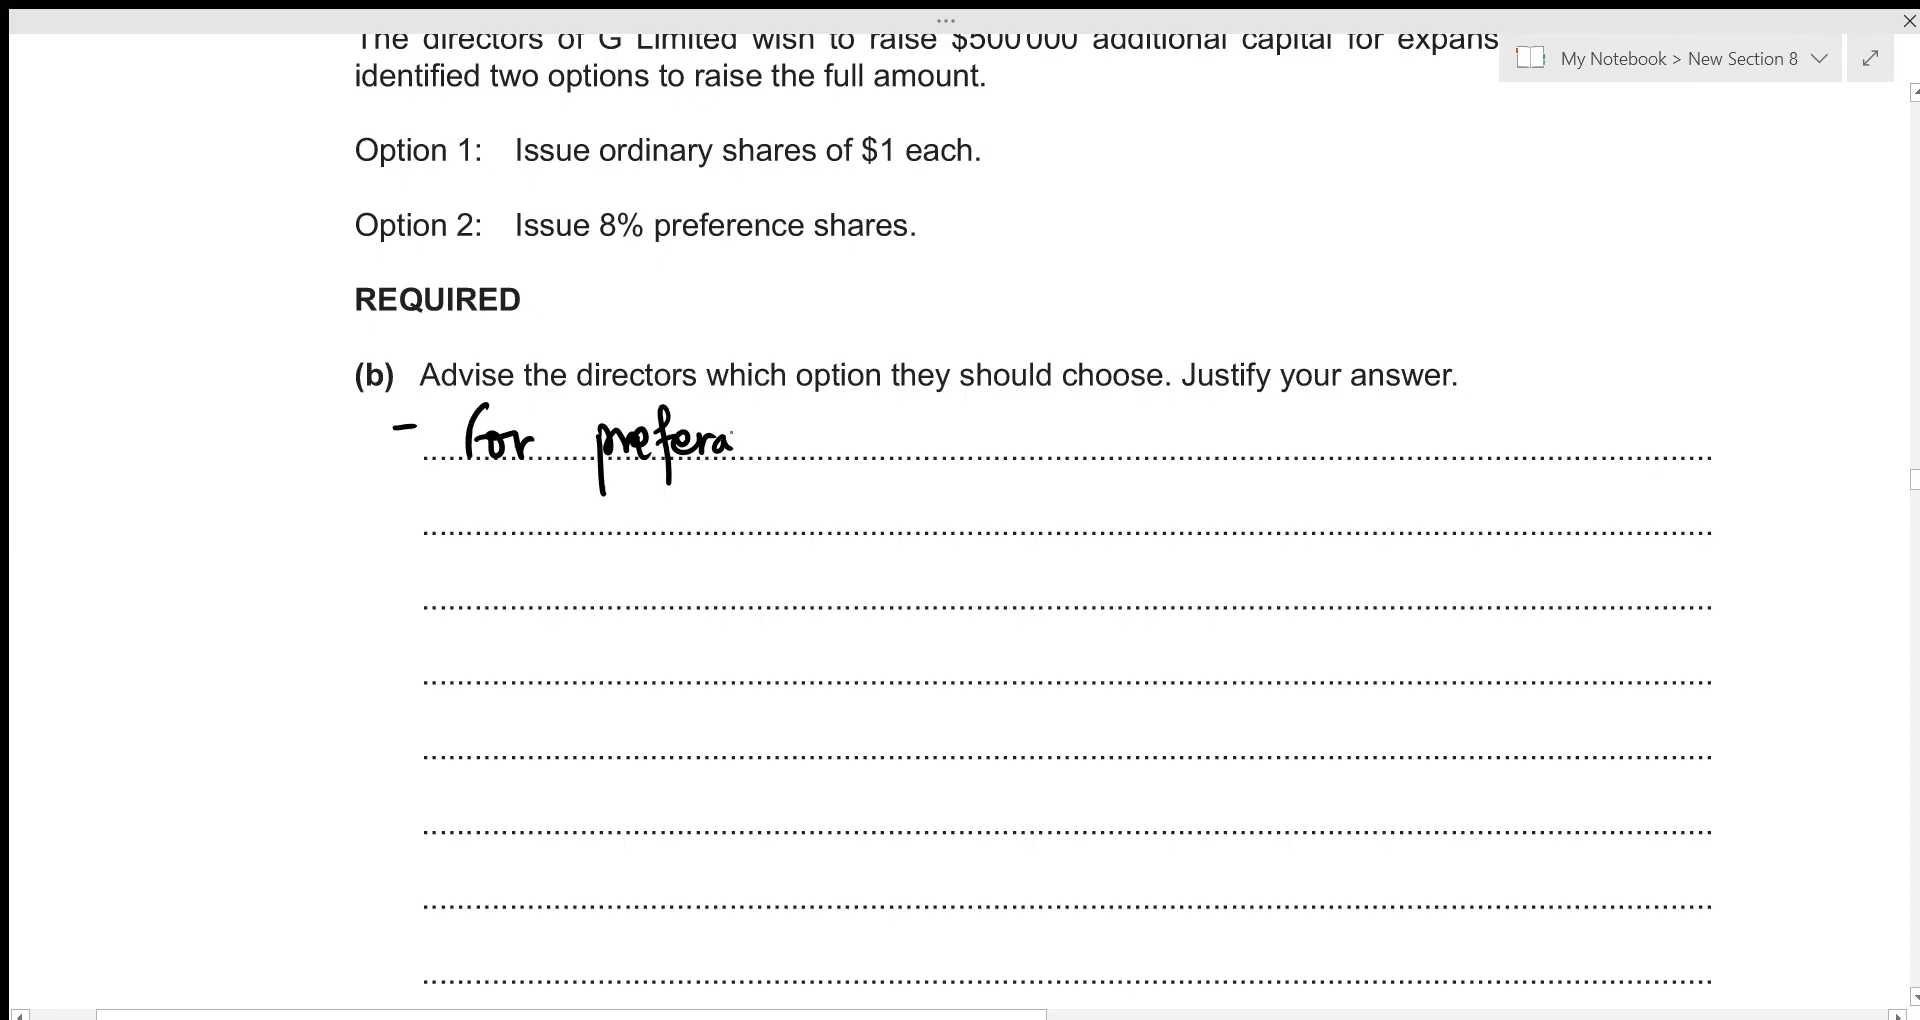 The directors of G Limited wish to raise $500 000 additional capital for expans
identified two options to raise the full amount.
My Notebook > New Section 8
Option 1: Issue ordinary shares of $1 each.
Option 2: Issue 8% preference shares.
REQUIRED
(b) Advise the directors which option they should choose. Justify your answer.
- For prefera